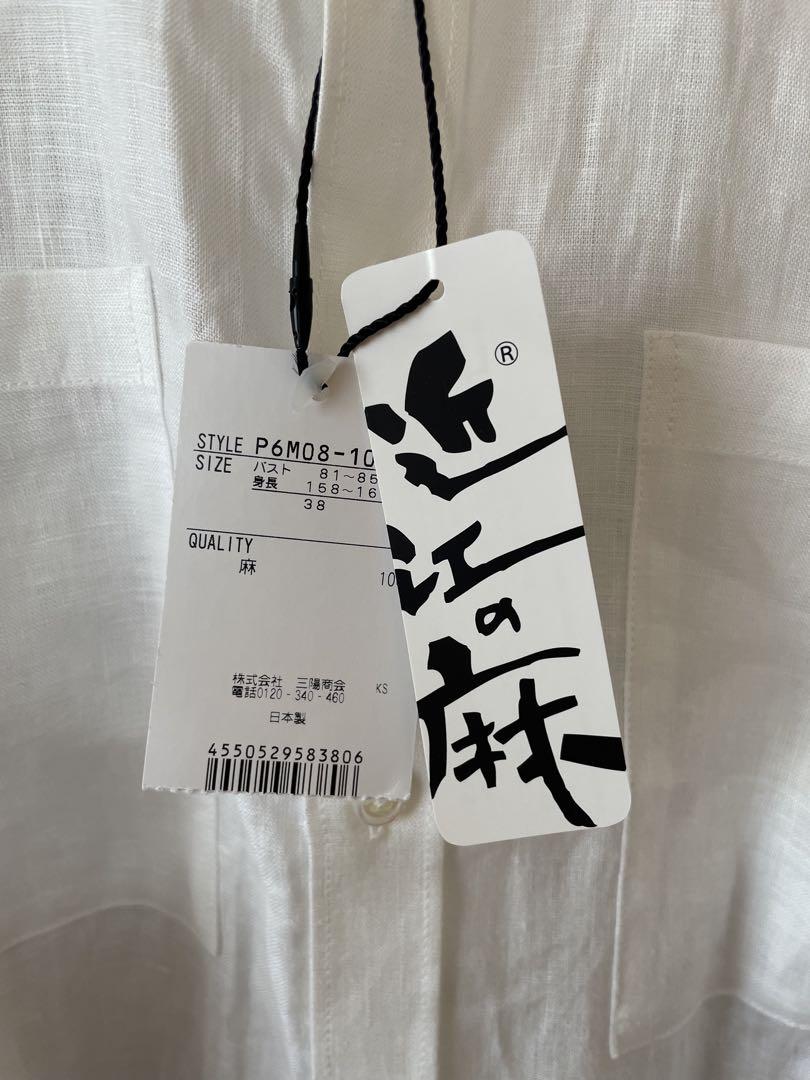 STYLE P6M08-10
SIZE バスト 81~85
身長 158~16
38
QUALITY
麻 10
株式会社 三陽商会 KS
電話0120-340-460
日本製
4550529583806
近
®
江
の
麻